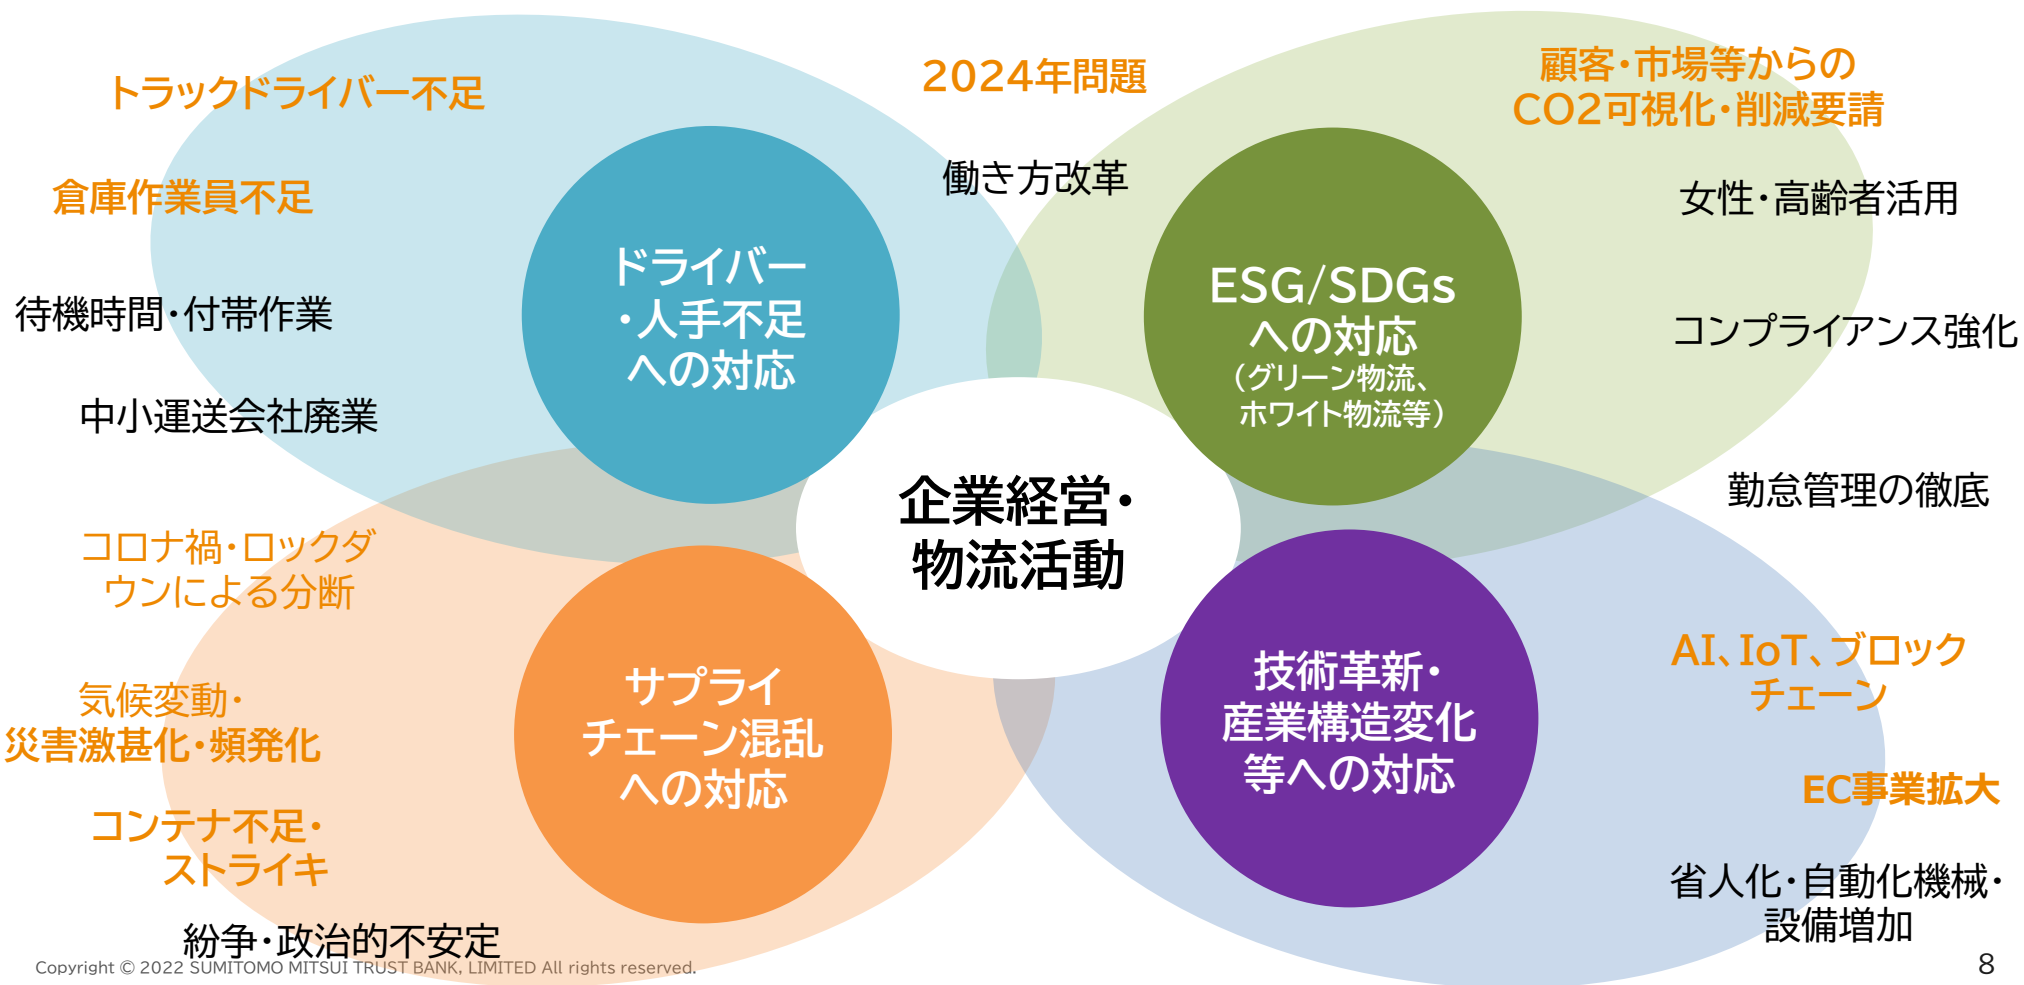 トラックドライバー不足
倉庫作業員不足
待機時間・付帯作業
中小運送会社廃業
ドライバー
・人手不足
への対応
2024年問題
働き方改革
顧客・市場等からの
CO2可視化・削減要請
女性・高齢者活用
コンプライアンス強化
勤怠管理の徹底
ESG/SDGs
への対応
（グリーン物流、
ホワイト物流等）
企業経営・
物流活動
コロナ禍・ロックダ
ウンによる分断
気候変動・
災害激甚化・頻発化
コンテナ不足・
ストライキ
紛争・政治的不安定
サプライ
チェーン混乱
への対応
技術革新・
産業構造変化
等への対応
AI、IoT、ブロック
チェーン
EC事業拡大
省人化・自動化機械・
設備増加
Copyright © 2022 SUMITOMO MITSUI TRUST BANK, LIMITED All rights reserved.
8